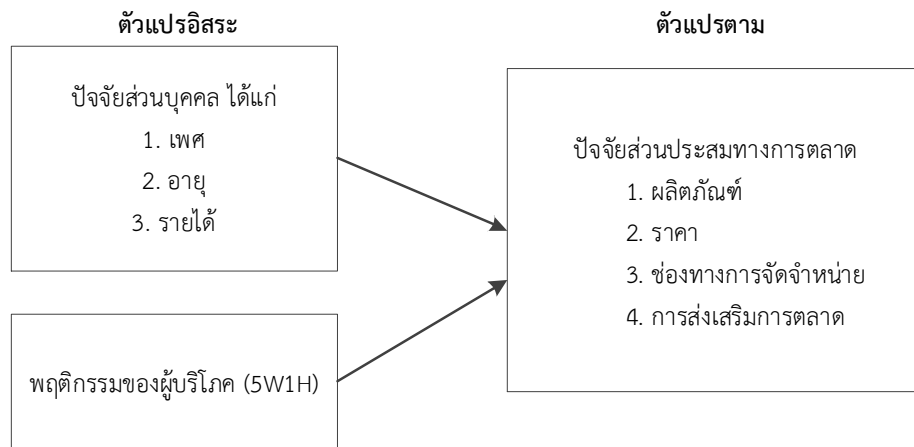 ตัวแปรอิสระ
ปัจจัยส่วนบุคคล ได้แก่
1. เพศ
2. อายุ
3. รายได้
พฤติกรรมของผู้บริโภค (5W1H)
ตัวแปรตาม
ปัจจัยส่วนประสมทางการตลาด
1. ผลิตภัณฑ์
2. ราคา
3. ช่องทางการจัดจำหน่าย
4. การส่งเสริมการตลาด